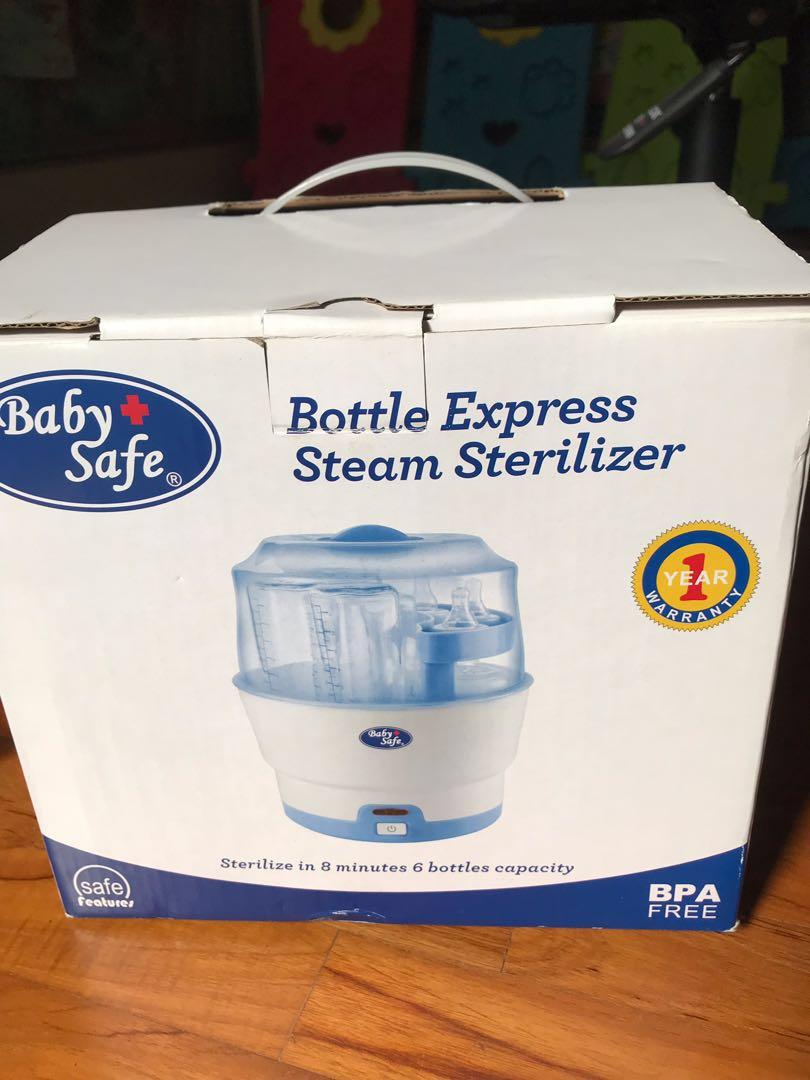 Baby
Safe®
Bottle Express
Steam Sterilizer
1
YEAR
WARRANTY
Baby
Safe
Sterilize in 8 minutes 6 bottles capacity
safe
Features
BPA
FREE